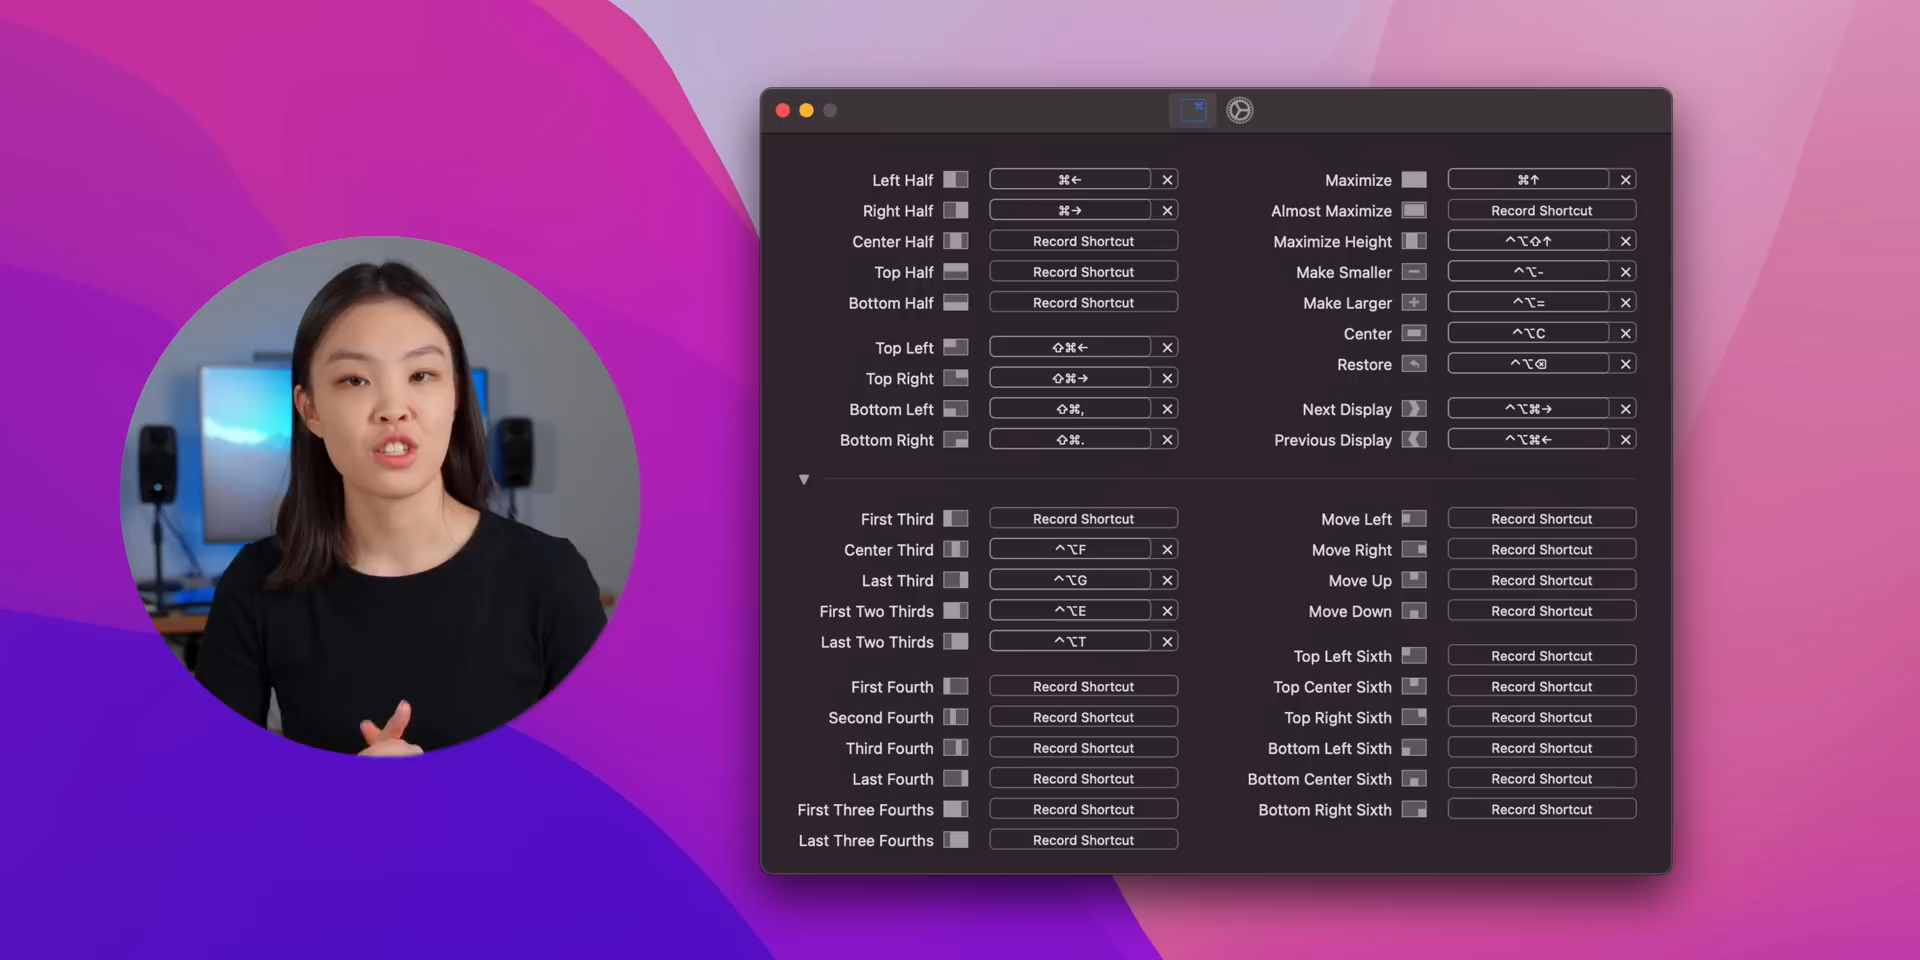 Left Half ⌘←
Right Half ⌘→
Center Half Record Shortcut
Top Half Record Shortcut
Bottom Half Record Shortcut
Top Left ⇧⌘←
Top Right ⇧⌘→
Bottom Left ⇧⌘,
Bottom Right ⇧⌘.
Maximize ⌘↑
Almost Maximize Record Shortcut
Maximize Height ^⌥⇧↑
Make Smaller ^⌥-
Make Larger ^⌥=
Center ^⌥C
Restore ^⌥⌫
Next Display ^⌥⌘→
Previous Display ^⌥⌘←
First Third Record Shortcut
Center Third ^⌥F
Last Third ^⌥G
First Two Thirds ^⌥E
Last Two Thirds ^⌥T
First Fourth Record Shortcut
Second Fourth Record Shortcut
Third Fourth Record Shortcut
Last Fourth Record Shortcut
First Three Fourths Record Shortcut
Last Three Fourths Record Shortcut
Move Left Record Shortcut
Move Right Record Shortcut
Move Up Record Shortcut
Move Down Record Shortcut
Top Left Sixth Record Shortcut
Top Center Sixth Record Shortcut
Top Right Sixth Record Shortcut
Bottom Left Sixth Record Shortcut
Bottom Center Sixth Record Shortcut
Bottom Right Sixth Record Shortcut